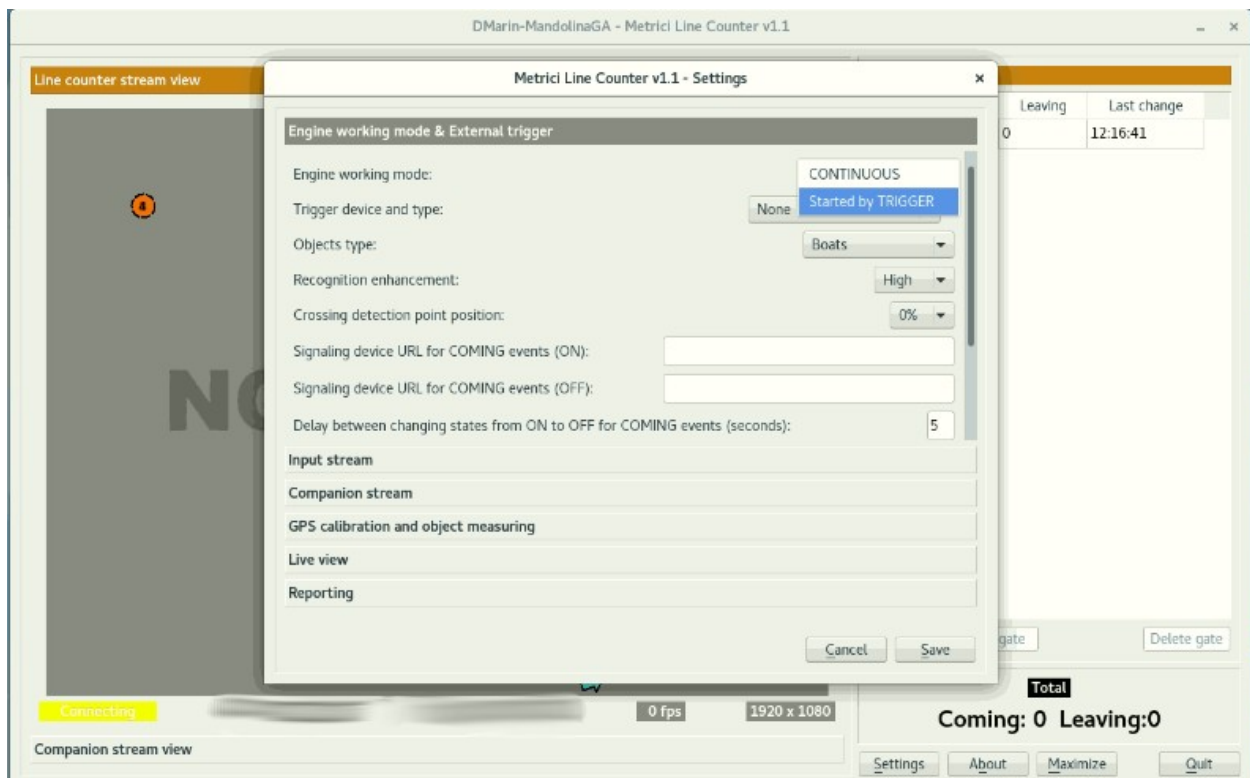 DMarin-MandolinaGA - Metrici Line Counter v1.1
Line counter stream view
Metrici Line Counter v1.1 - Settings
Leaving Last change
0 12:16:41
Engine working mode & External trigger
Engine working mode: CONTINUOUS
Started by TRIGGER
Trigger device and type: None
Objects type: Boats
Recognition enhancement: High
Crossing detection point position: 0%
Signaling device URL for COMING events (ON):
Signaling device URL for COMING events (OFF):
Delay between changing states from ON to OFF for COMING events (seconds): 5
Input stream
Companion stream
GPS calibration and object measuring
Live view
Reporting
Cancel Save
gate Delete gate
Total
Coming: 0 Leaving:0
Connecting 0 fps 1920 x 1080
Companion stream view
Settings About Maximize Quit